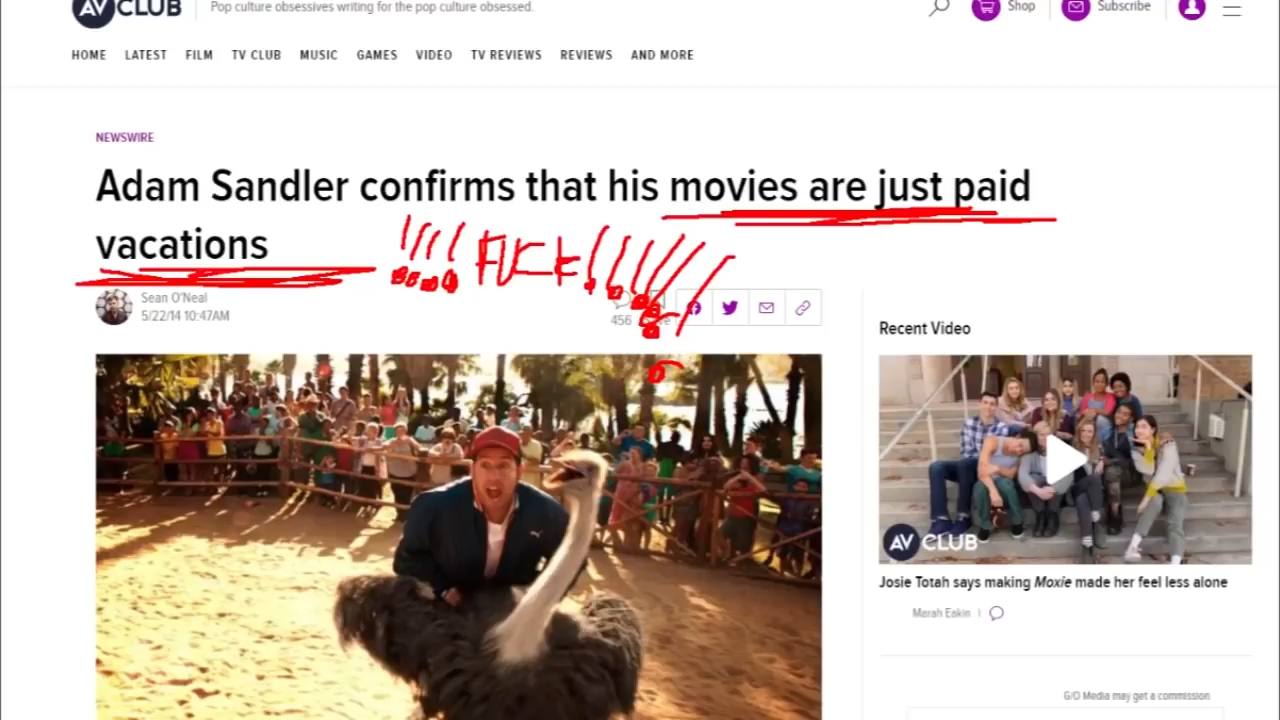 AV CLUB
Pop culture obsessives writing for the pop culture obsessed.
Shop
Subscribe
HOME LATEST FILM TV CLUB MUSIC GAMES VIDEO TV REVIEWS REVIEWS AND MORE
NEWSWIRE
Adam Sandler confirms that his movies are just paid
vacations
!!!! FUCK!!!!!!
Sean O'Neal
5/22/14 10:47AM
456
Recent Video
AV CLUB
Josie Totah says making Moxie made her feel less alone
Marah Eakin
G/O Media may get a commission